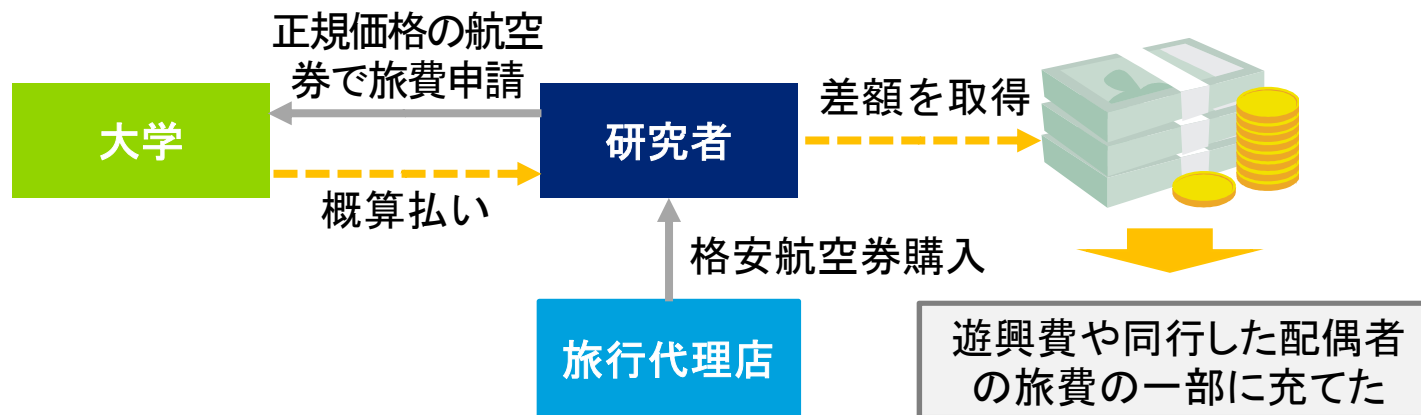 正規価格の航空
券で旅費申請
大学
研究者
差額を取得
概算払い
格安航空券購入
旅行代理店
遊興費や同行した配偶者
の旅費の一部に充てた